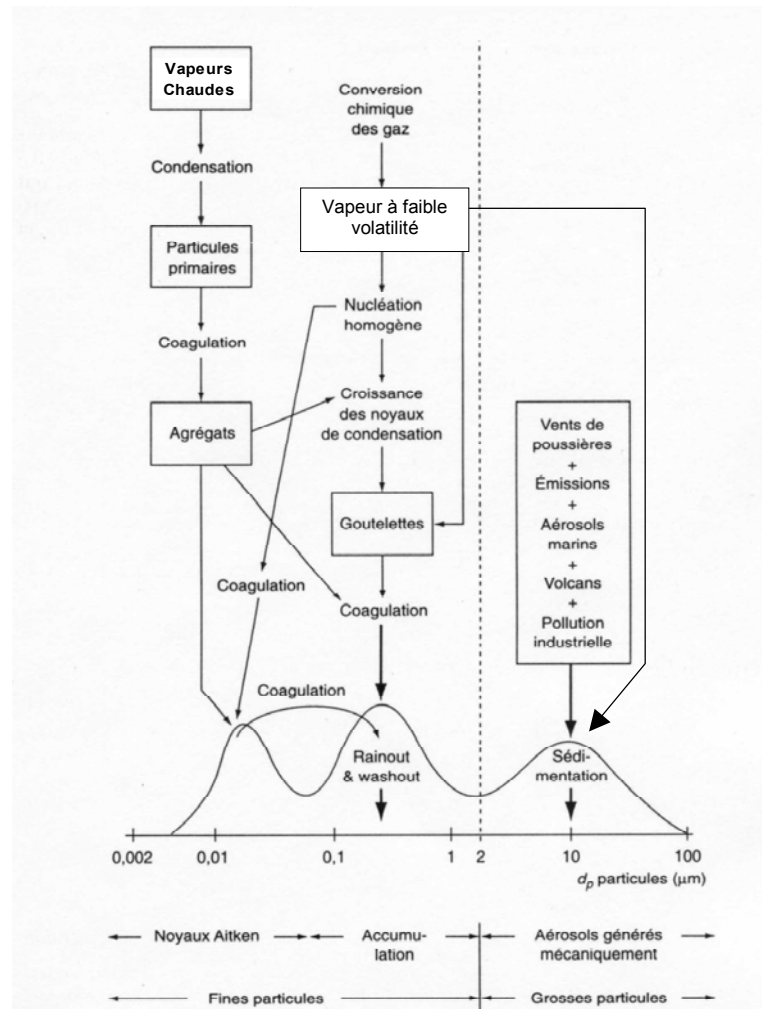 Vapeurs
Chaudes
Condensation
Particules
primaires
Coagulation
Agrégats
Conversion
chimique
des gaz
Vapeur à faible
volatilité
Nucléation
homogène
Croissance
des noyaux
de condensation
Goutelettes
Coagulation
Coagulation
Coagulation
Vents de
poussières
+
Émissions
+
Aérosols
marins
+
Volcans
+
Pollution
industrielle
Rainout
& washout
Sédi-
mentation
0,002 0,01 0,1 1 2 10 100
dp particules (µm)
Noyaux Aitken
Accumu-
lation
Aérosols générés
mécaniquement
Fines particules
Grosses particules